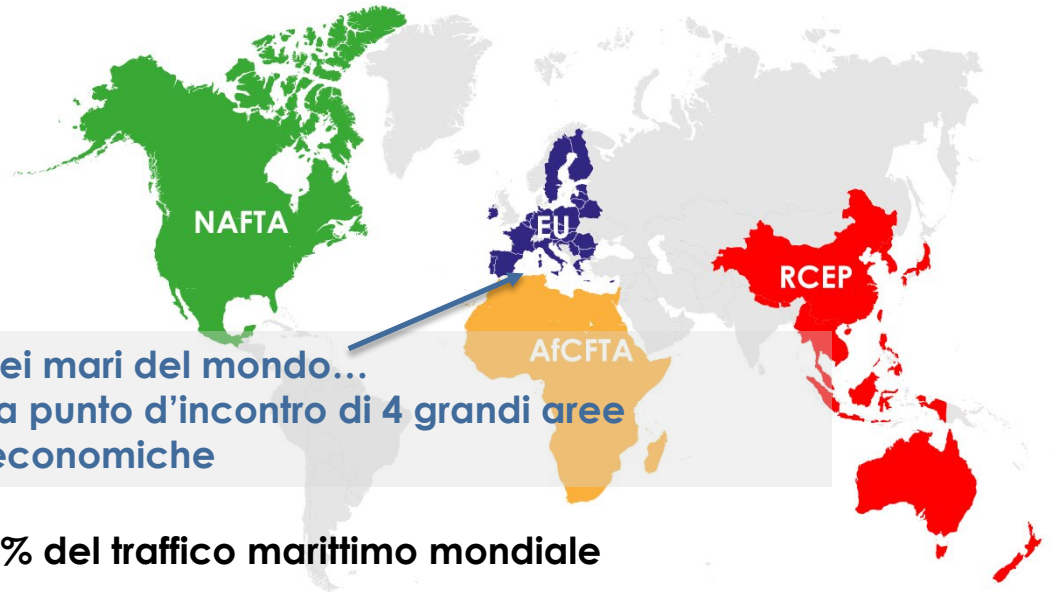 NAFTA
EU
RCEP
AfCFTA
ei mari del mondo…
a punto d’incontro di 4 grandi aree
economiche
% del traffico marittimo mondiale